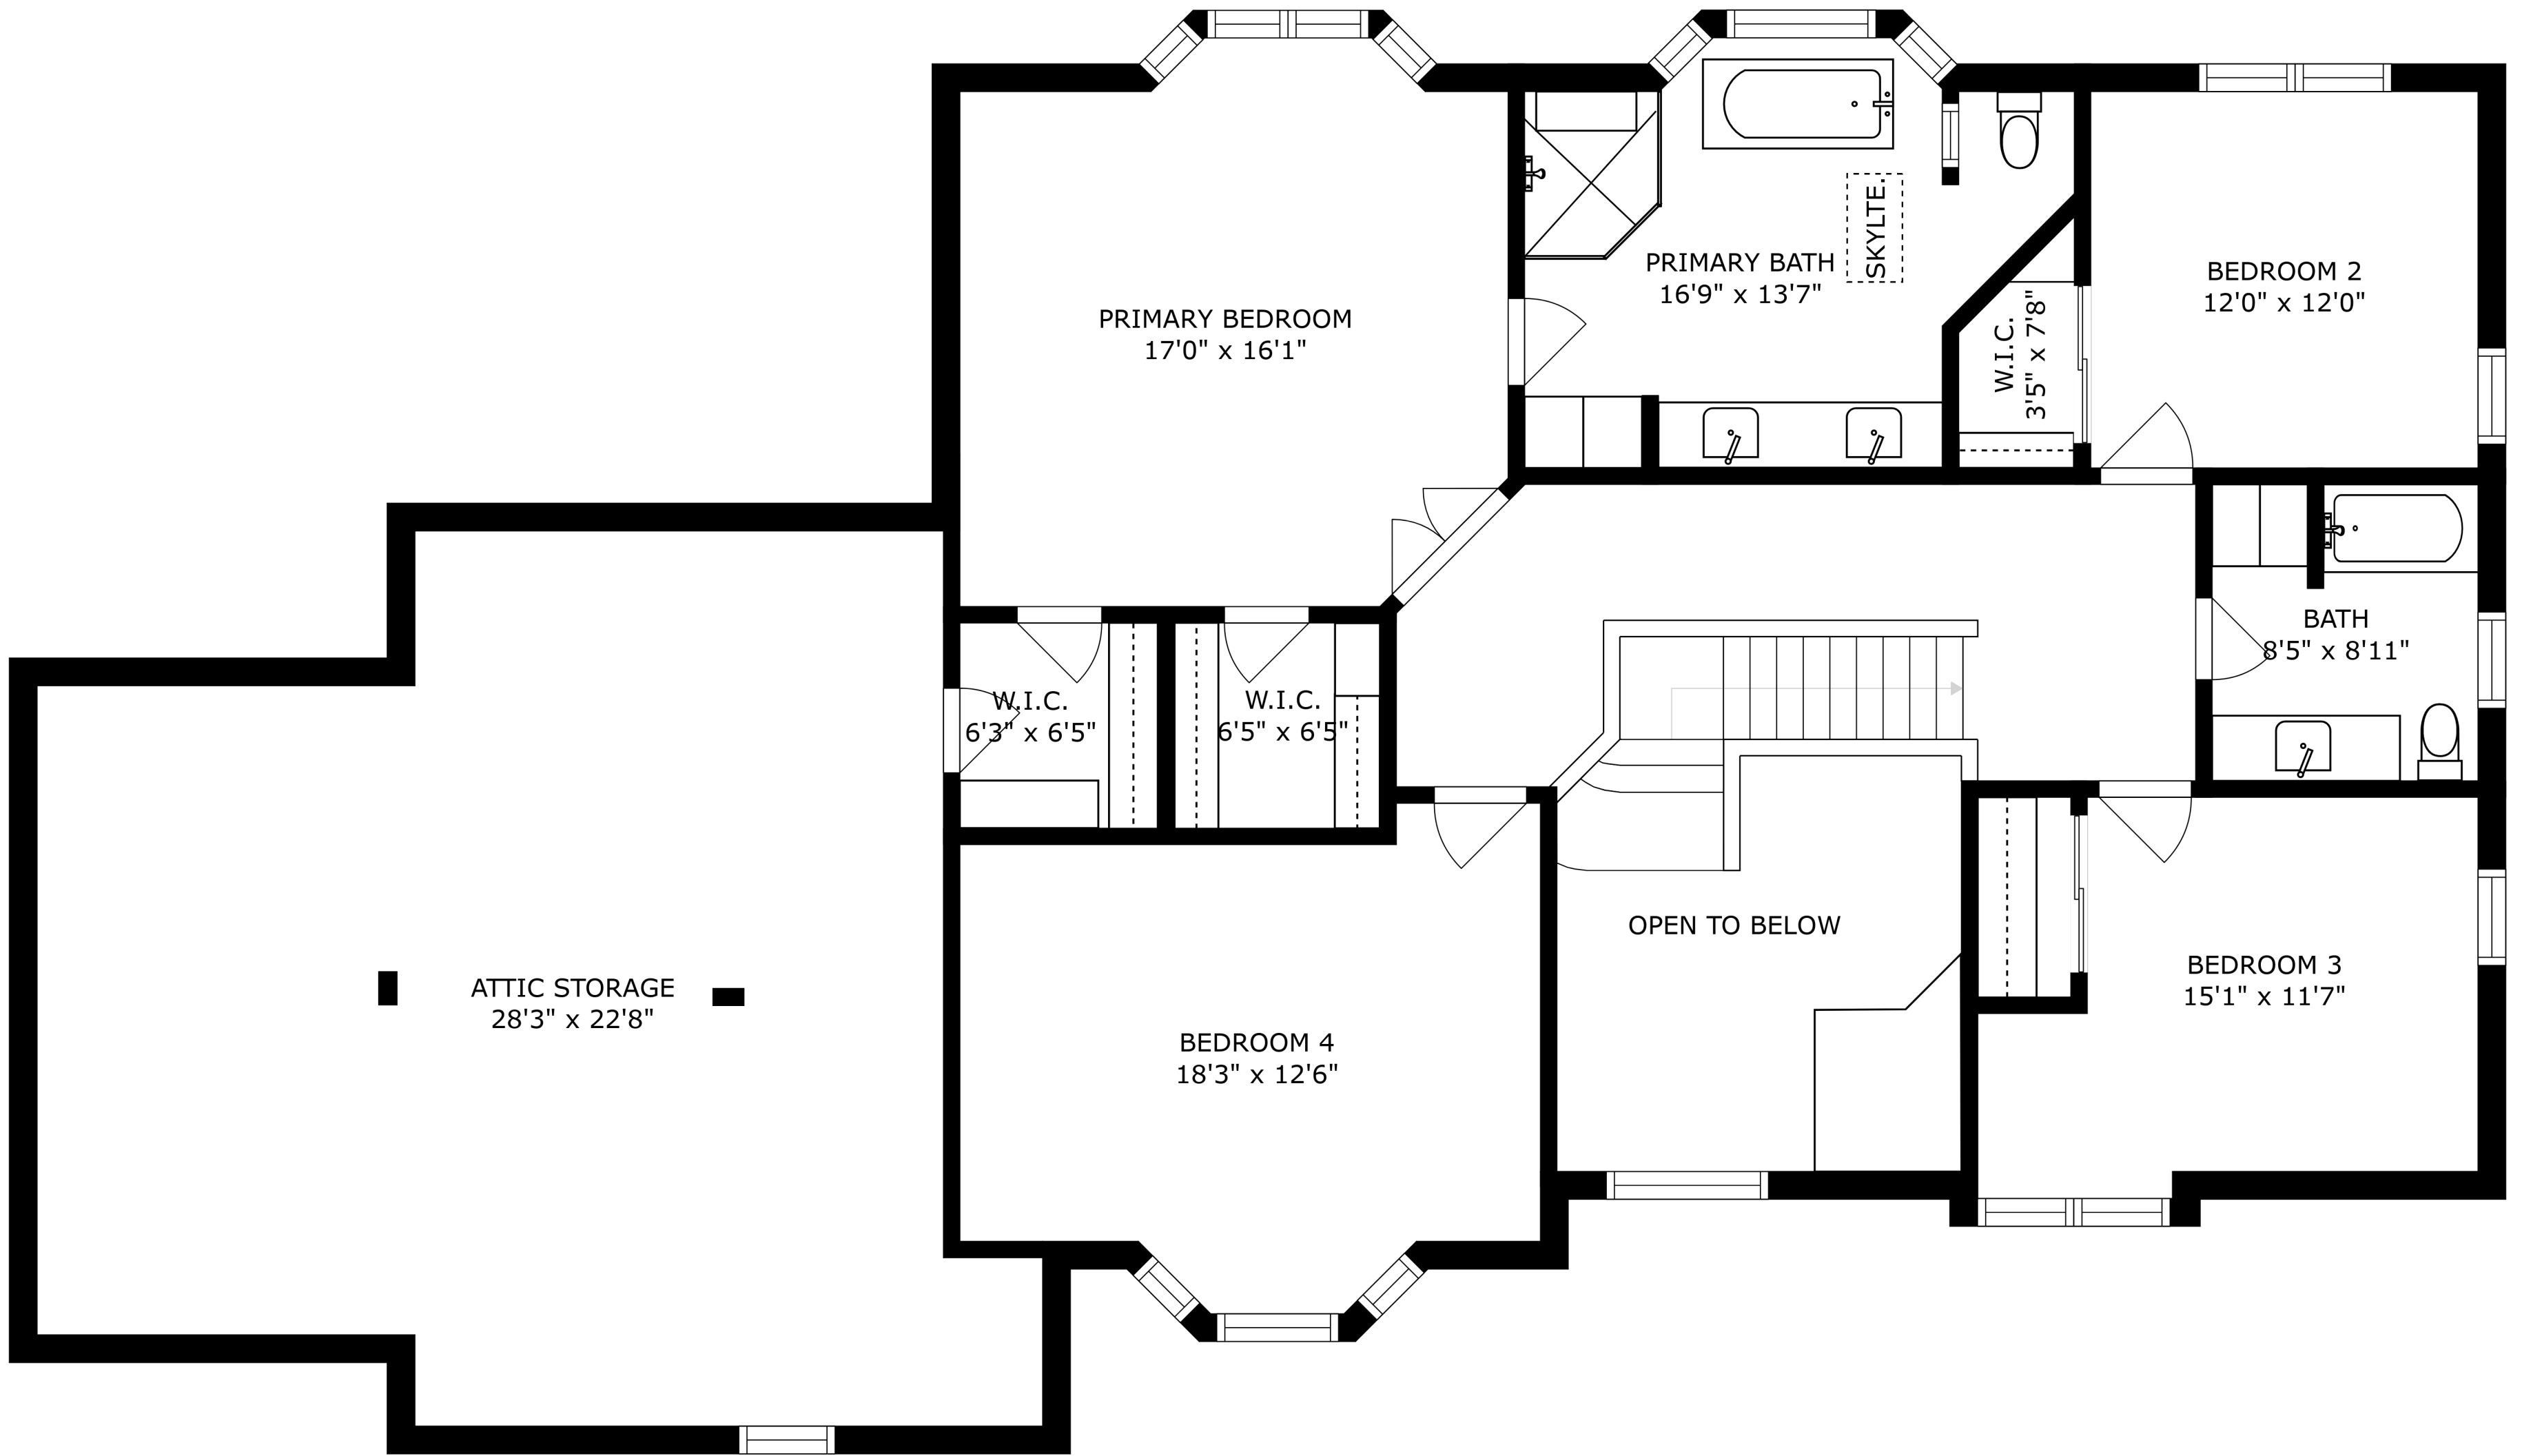 PRIMARY BEDROOM
17'0" x 16'1"
PRIMARY BATH
16'9" x 13'7"
SKYLTE.
W.I.C.
3'5" x 7'8"
BEDROOM 2
12'0" x 12'0"
BATH
8'5" x 8'11"
W.I.C.
6'3" x 6'5"
W.I.C.
6'5" x 6'5"
OPEN TO BELOW
BEDROOM 3
15'1" x 11'7"
ATTIC STORAGE
28'3" x 22'8"
BEDROOM 4
18'3" x 12'6"